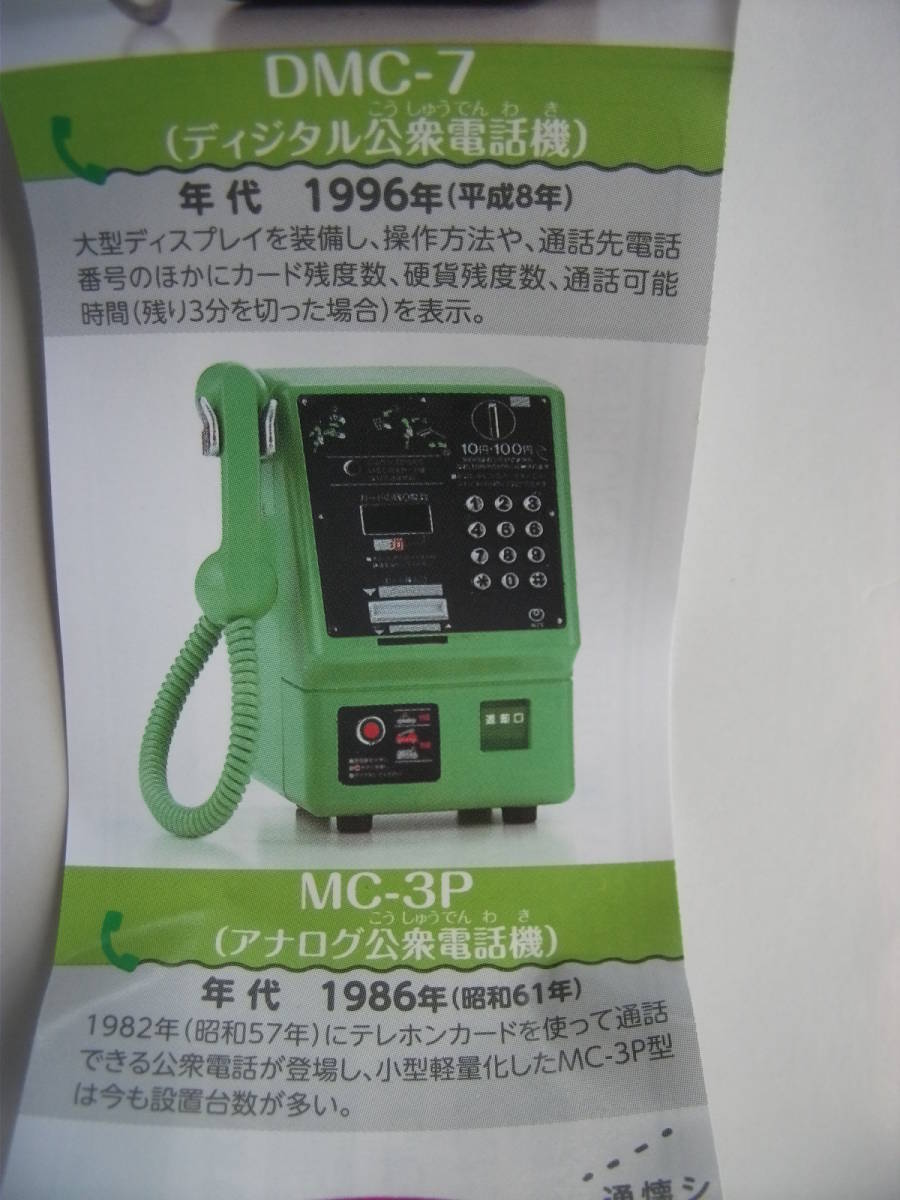 DMC-7
こうしゅうでんわき
(ディジタル公衆電話機)
年代 1996年(平成8年)
大型ディスプレイを装備し、操作方法や、通話先電話
番号のほかにカード残度数、硬貨残度数、通話可能
時間(残り3分を切った場合)を表示。
10円・100円
1 2 3
4 5 6
7 8 9
* 0 #
MC-3P
こうしゅうでんわき
(アナログ公衆電話機)
年代 1986年(昭和61年)
1982年(昭和57年)にテレホンカードを使って通話
できる公衆電話が登場し、小型軽量化したMC-3P型
は今も設置台数が多い。